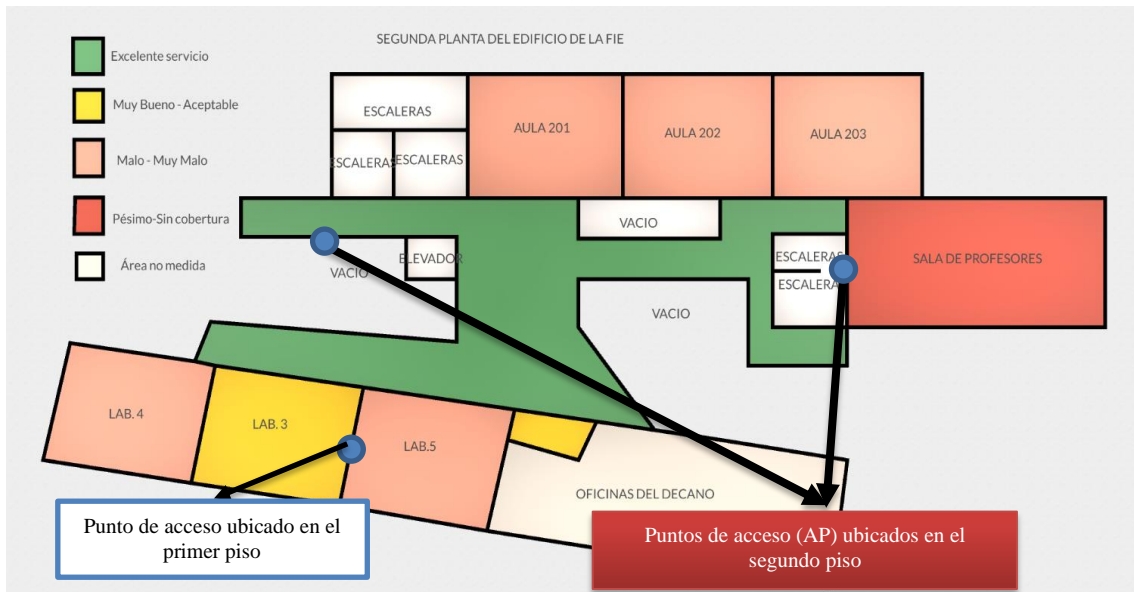 SEGUNDA PLANTA DEL EDIFICIO DE LA FIE
Excelente servicio
Muy Bueno - Aceptable
Malo - Muy Malo
Pésimo-Sin cobertura
Área no medida
ESCALERAS
ESCALERAS
ESCALERAS
AULA 201
AULA 202
AULA 203
VACIO
ELEVADOR
VACIO
ESCALERAS
ESCALERA
SALA DE PROFESORES
VACIO
LAB. 4
LAB. 3
LAB.5
OFICINAS DEL DECANO
Punto de acceso ubicado en el
primer piso
Puntos de acceso (AP) ubicados en el
segundo piso